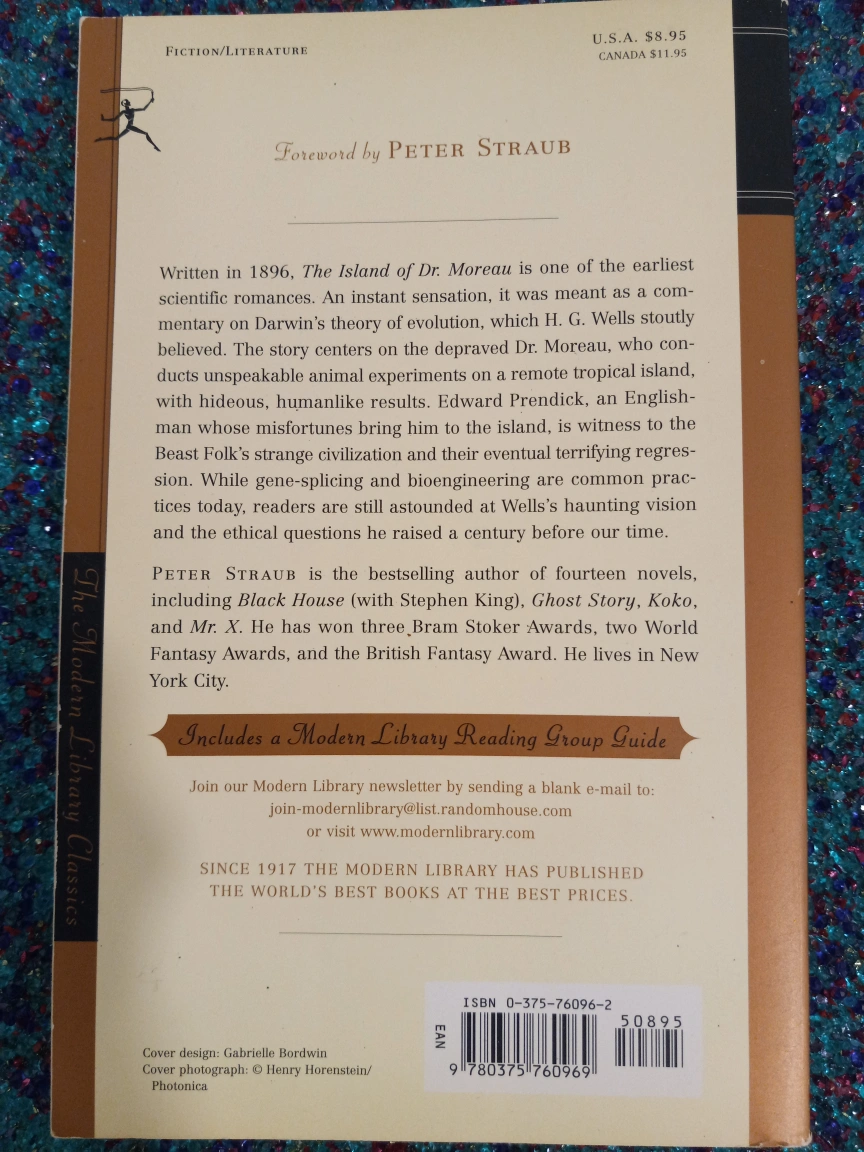 FICTION/LITERATURE
U.S.A. $8.95
CANADA $11.95
Foreword by PETER STRAUB
Written in 1896, The Island of Dr. Moreau is one of the earliest
scientific romances. An instant sensation, it was meant as a com-
mentary on Darwin's theory of evolution, which H. G. Wells stoutly
believed. The story centers on the depraved Dr. Moreau, who con-
ducts unspeakable animal experiments on a remote tropical island,
with hideous, humanlike results. Edward Prendick, an English-
man whose misfortunes bring him to the island, is witness to the
Beast Folk's strange civilization and their eventual terrifying regres-
sion. While gene-splicing and bioengineering are common prac-
tices today, readers are still astounded at Wells's haunting vision
and the ethical questions he raised a century before our time.
PETER STRAUB is the bestselling author of fourteen novels,
including Black House (with Stephen King), Ghost Story, Koko,
and Mr. X. He has won three Bram Stoker Awards, two World
Fantasy Awards, and the British Fantasy Award. He lives in New
York City.
Includes a Modern Library Reading Group Guide
Join our Modern Library newsletter by sending a blank e-mail to:
join-modernlibrary@list.randomhouse.com
or visit www.modernlibrary.com
SINCE 1917 THE MODERN LIBRARY HAS PUBLISHED
THE WORLD'S BEST BOOKS AT THE BEST PRICES.
The Modern Library Classics
ISBN 0-375-76096-2
50895
EAN
9 780375 760969
Cover design: Gabrielle Bordwin
Cover photograph: © Henry Horenstein/
Photonica